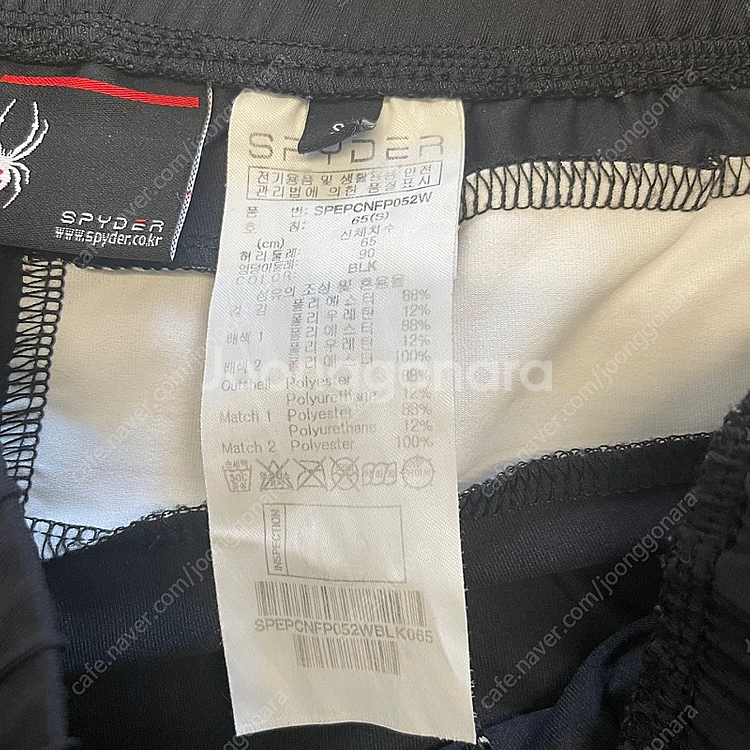 SPYDER
www.spyder.co.kr
SPYDER
전기용품 및 생활용품 안전
관리법에 의한 품질표시
품 번: SPEPCNFP052W
호 칭: 65(S)
(cm) 신체치수
허리둘레: 65
엉덩이둘레: 90
COLOR: BLK
섬유의 조성 및 혼용율
겉 폴리에스터 88%
감 폴리우레탄 12%
배색 1 폴리에스터 88%
폴리우레탄 12%
배색 2 폴리에스터 100%
Outshell Polyester 88%
Polyurethane 12%
Match 1 Polyester 88%
Polyurethane 12%
Match 2 Polyester 100%
INSPECTION
SPEPCNFP052WBLK065
Joonggonara
cafe.naver.com/joonggonara